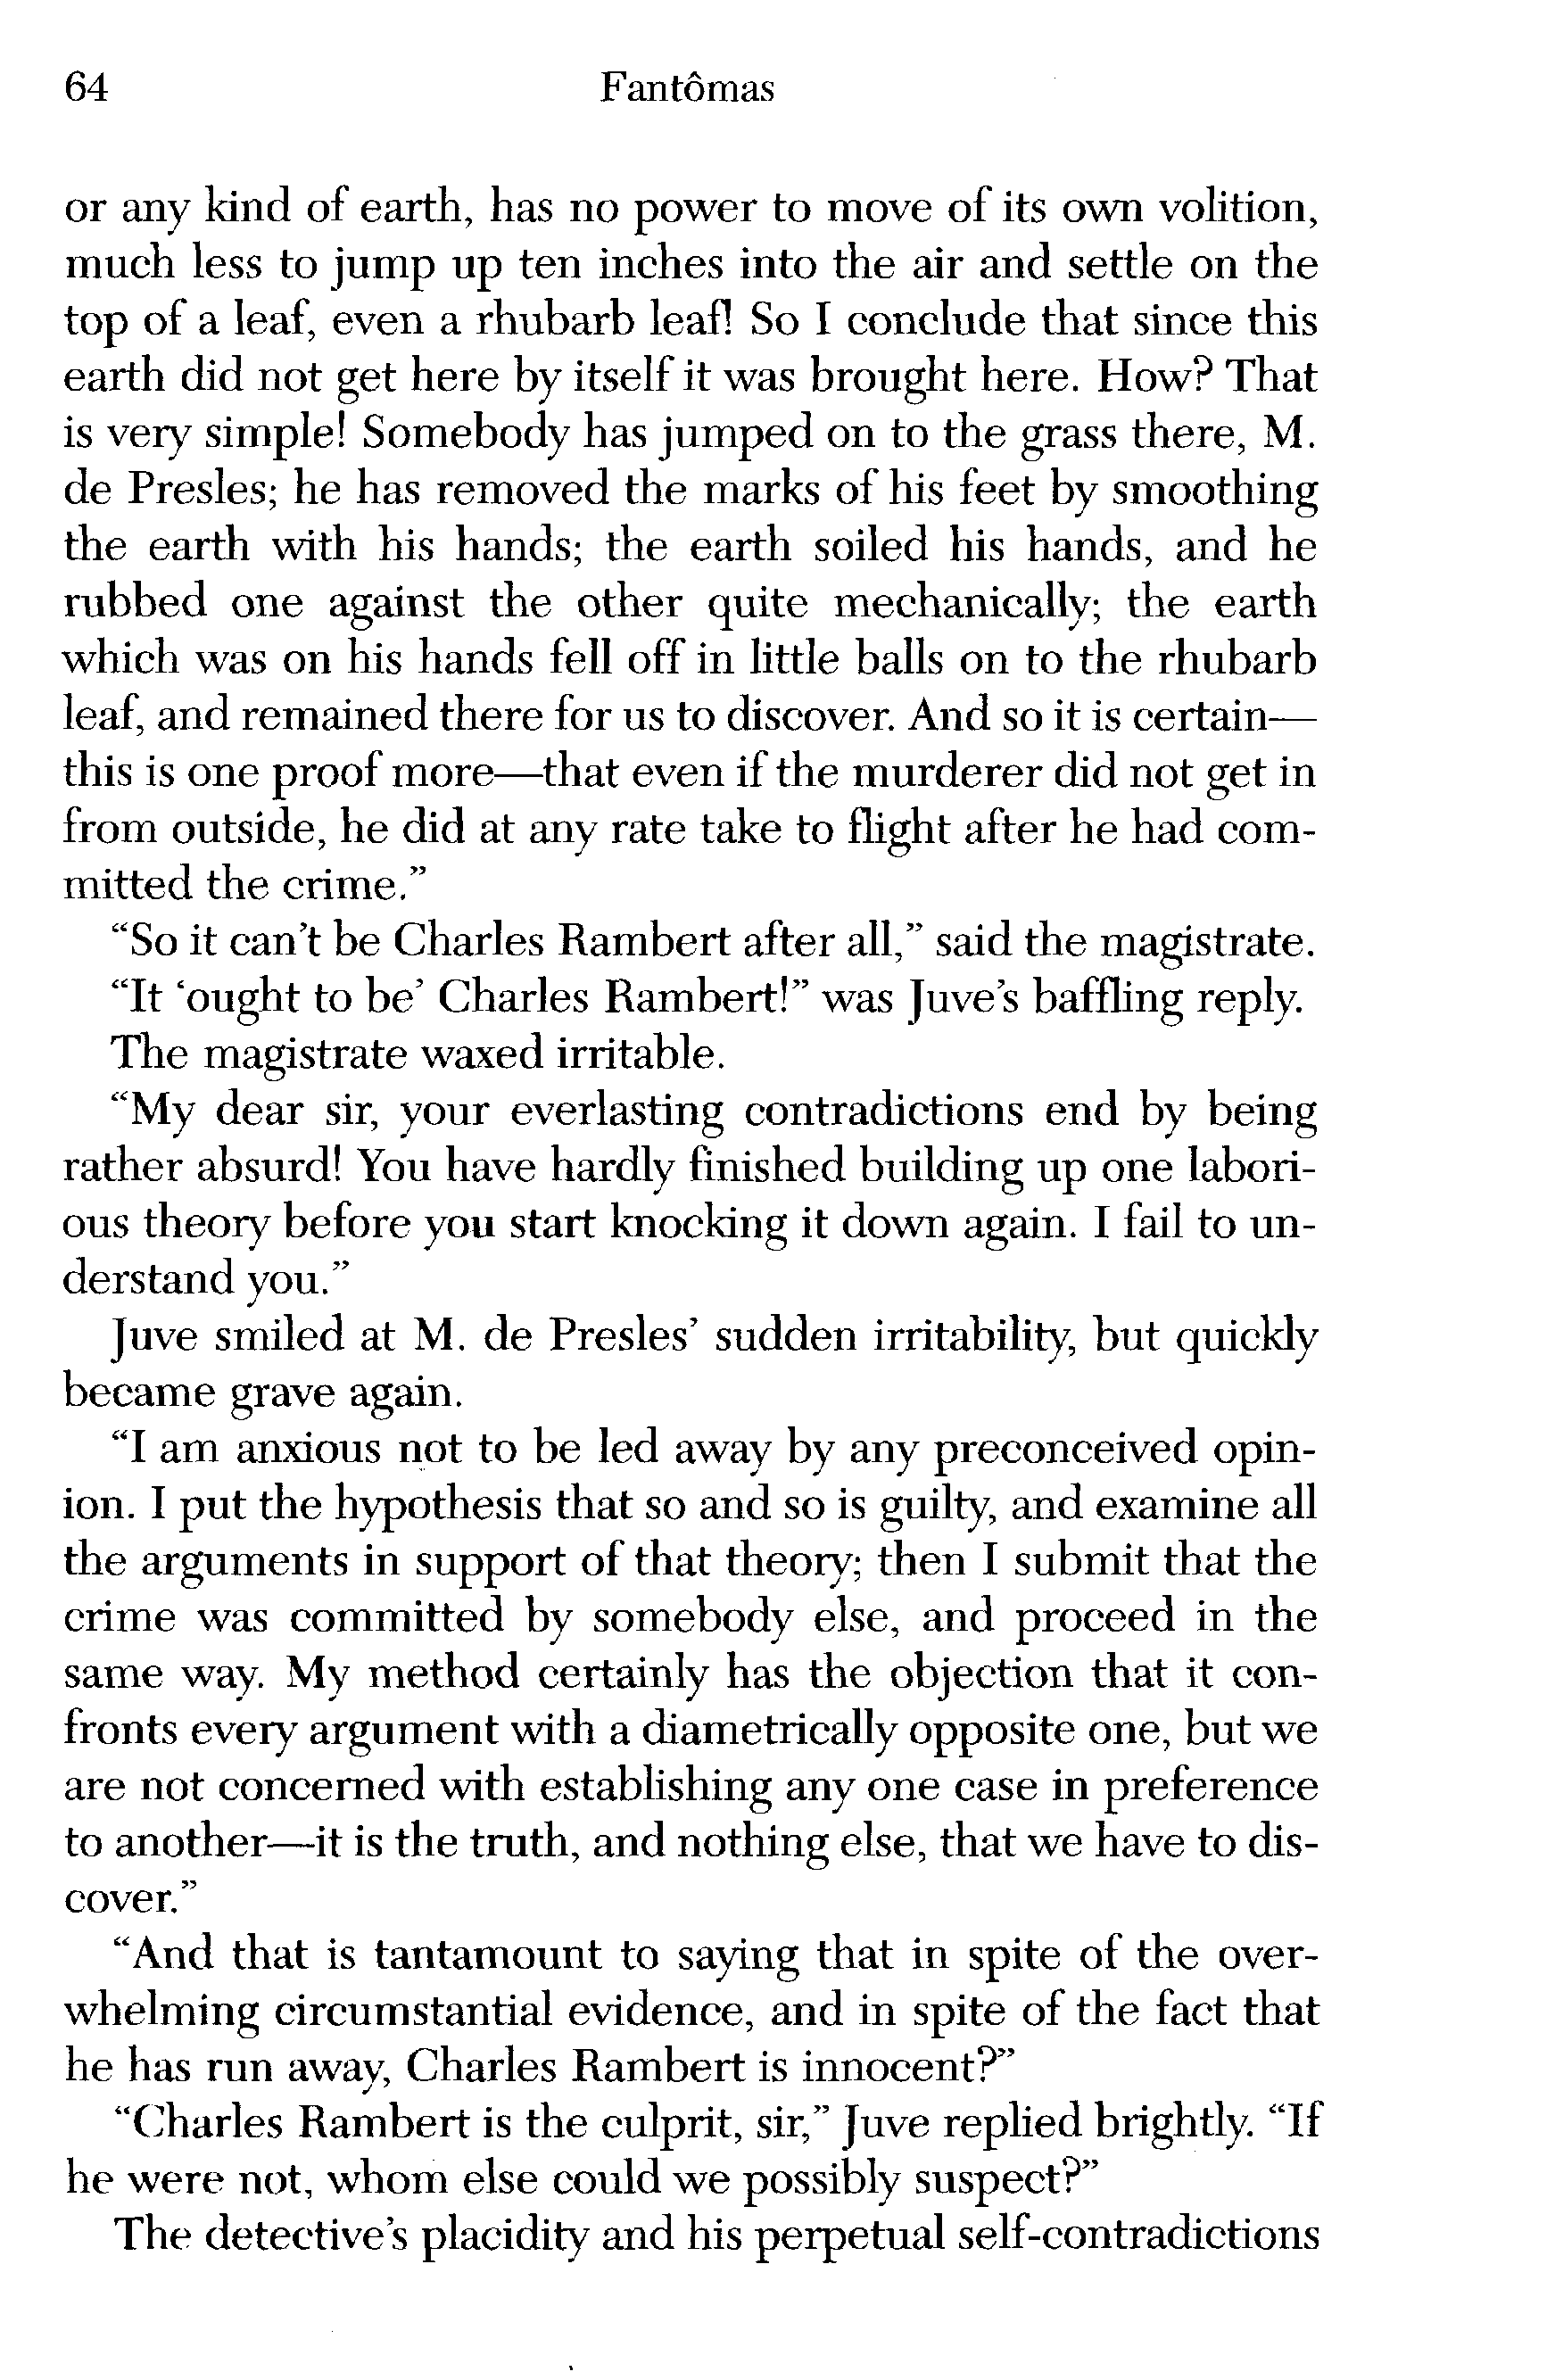 64 Fantômas
or any kind of earth, has no power to move of its own volition,
much less to jump up ten inches into the air and settle on the
top of a leaf, even a rhubarb leaf! So I conclude that since this
earth did not get here by itself it was brought here. How? That
is very simple! Somebody has jumped on to the grass there, M.
de Presles; he has removed the marks of his feet by smoothing
the earth with his hands; the earth soiled his hands, and he
rubbed one against the other quite mechanically; the earth
which was on his hands fell off in little balls on to the rhubarb
leaf, and remained there for us to discover. And so it is certain—
this is one proof more—that even if the murderer did not get in
from outside, he did at any rate take to flight after he had com-
mitted the crime.”
“So it can’t be Charles Rambert after all,” said the magistrate.
“It ‘ought to be’ Charles Rambert!” was Juve’s baffling reply.
The magistrate waxed irritable.
“My dear sir, your everlasting contradictions end by being
rather absurd! You have hardly finished building up one labori-
ous theory before you start knocking it down again. I fail to un-
derstand you.”
Juve smiled at M. de Presles’ sudden irritability, but quickly
became grave again.
“I am anxious not to be led away by any preconceived opin-
ion. I put the hypothesis that so and so is guilty, and examine all
the arguments in support of that theory; then I submit that the
crime was committed by somebody else, and proceed in the
same way. My method certainly has the objection that it con-
fronts every argument with a diametrically opposite one, but we
are not concerned with establishing any one case in preference
to another—it is the truth, and nothing else, that we have to dis-
cover.”
“And that is tantamount to saying that in spite of the over-
whelming circumstantial evidence, and in spite of the fact that
he has run away, Charles Rambert is innocent?”
“Charles Rambert is the culprit, sir,” Juve replied brightly. “If
he were not, whom else could we possibly suspect?”
The detective’s placidity and his perpetual self-contradictions